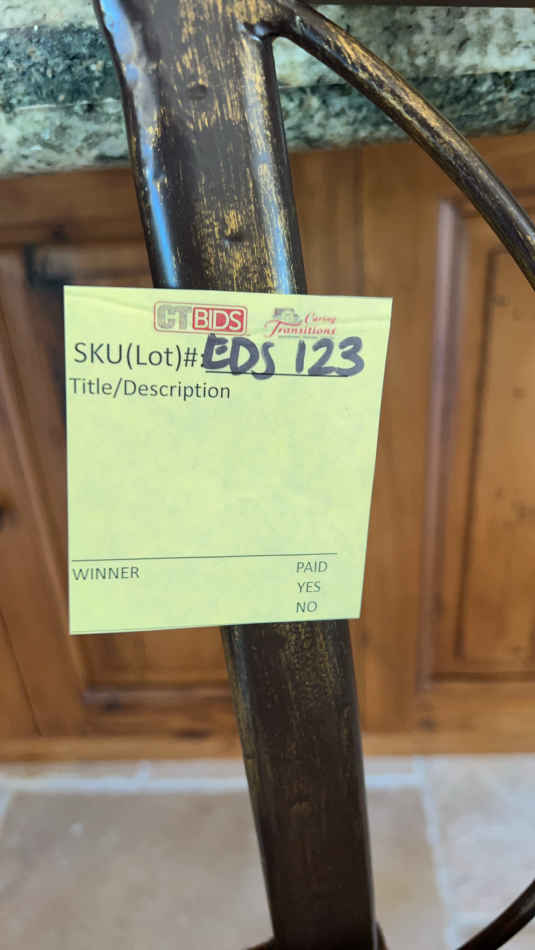 CTBIDS Caring Transitions
SKU(Lot)#: EDS 123
Title/Description
WINNER PAID
YES
NO